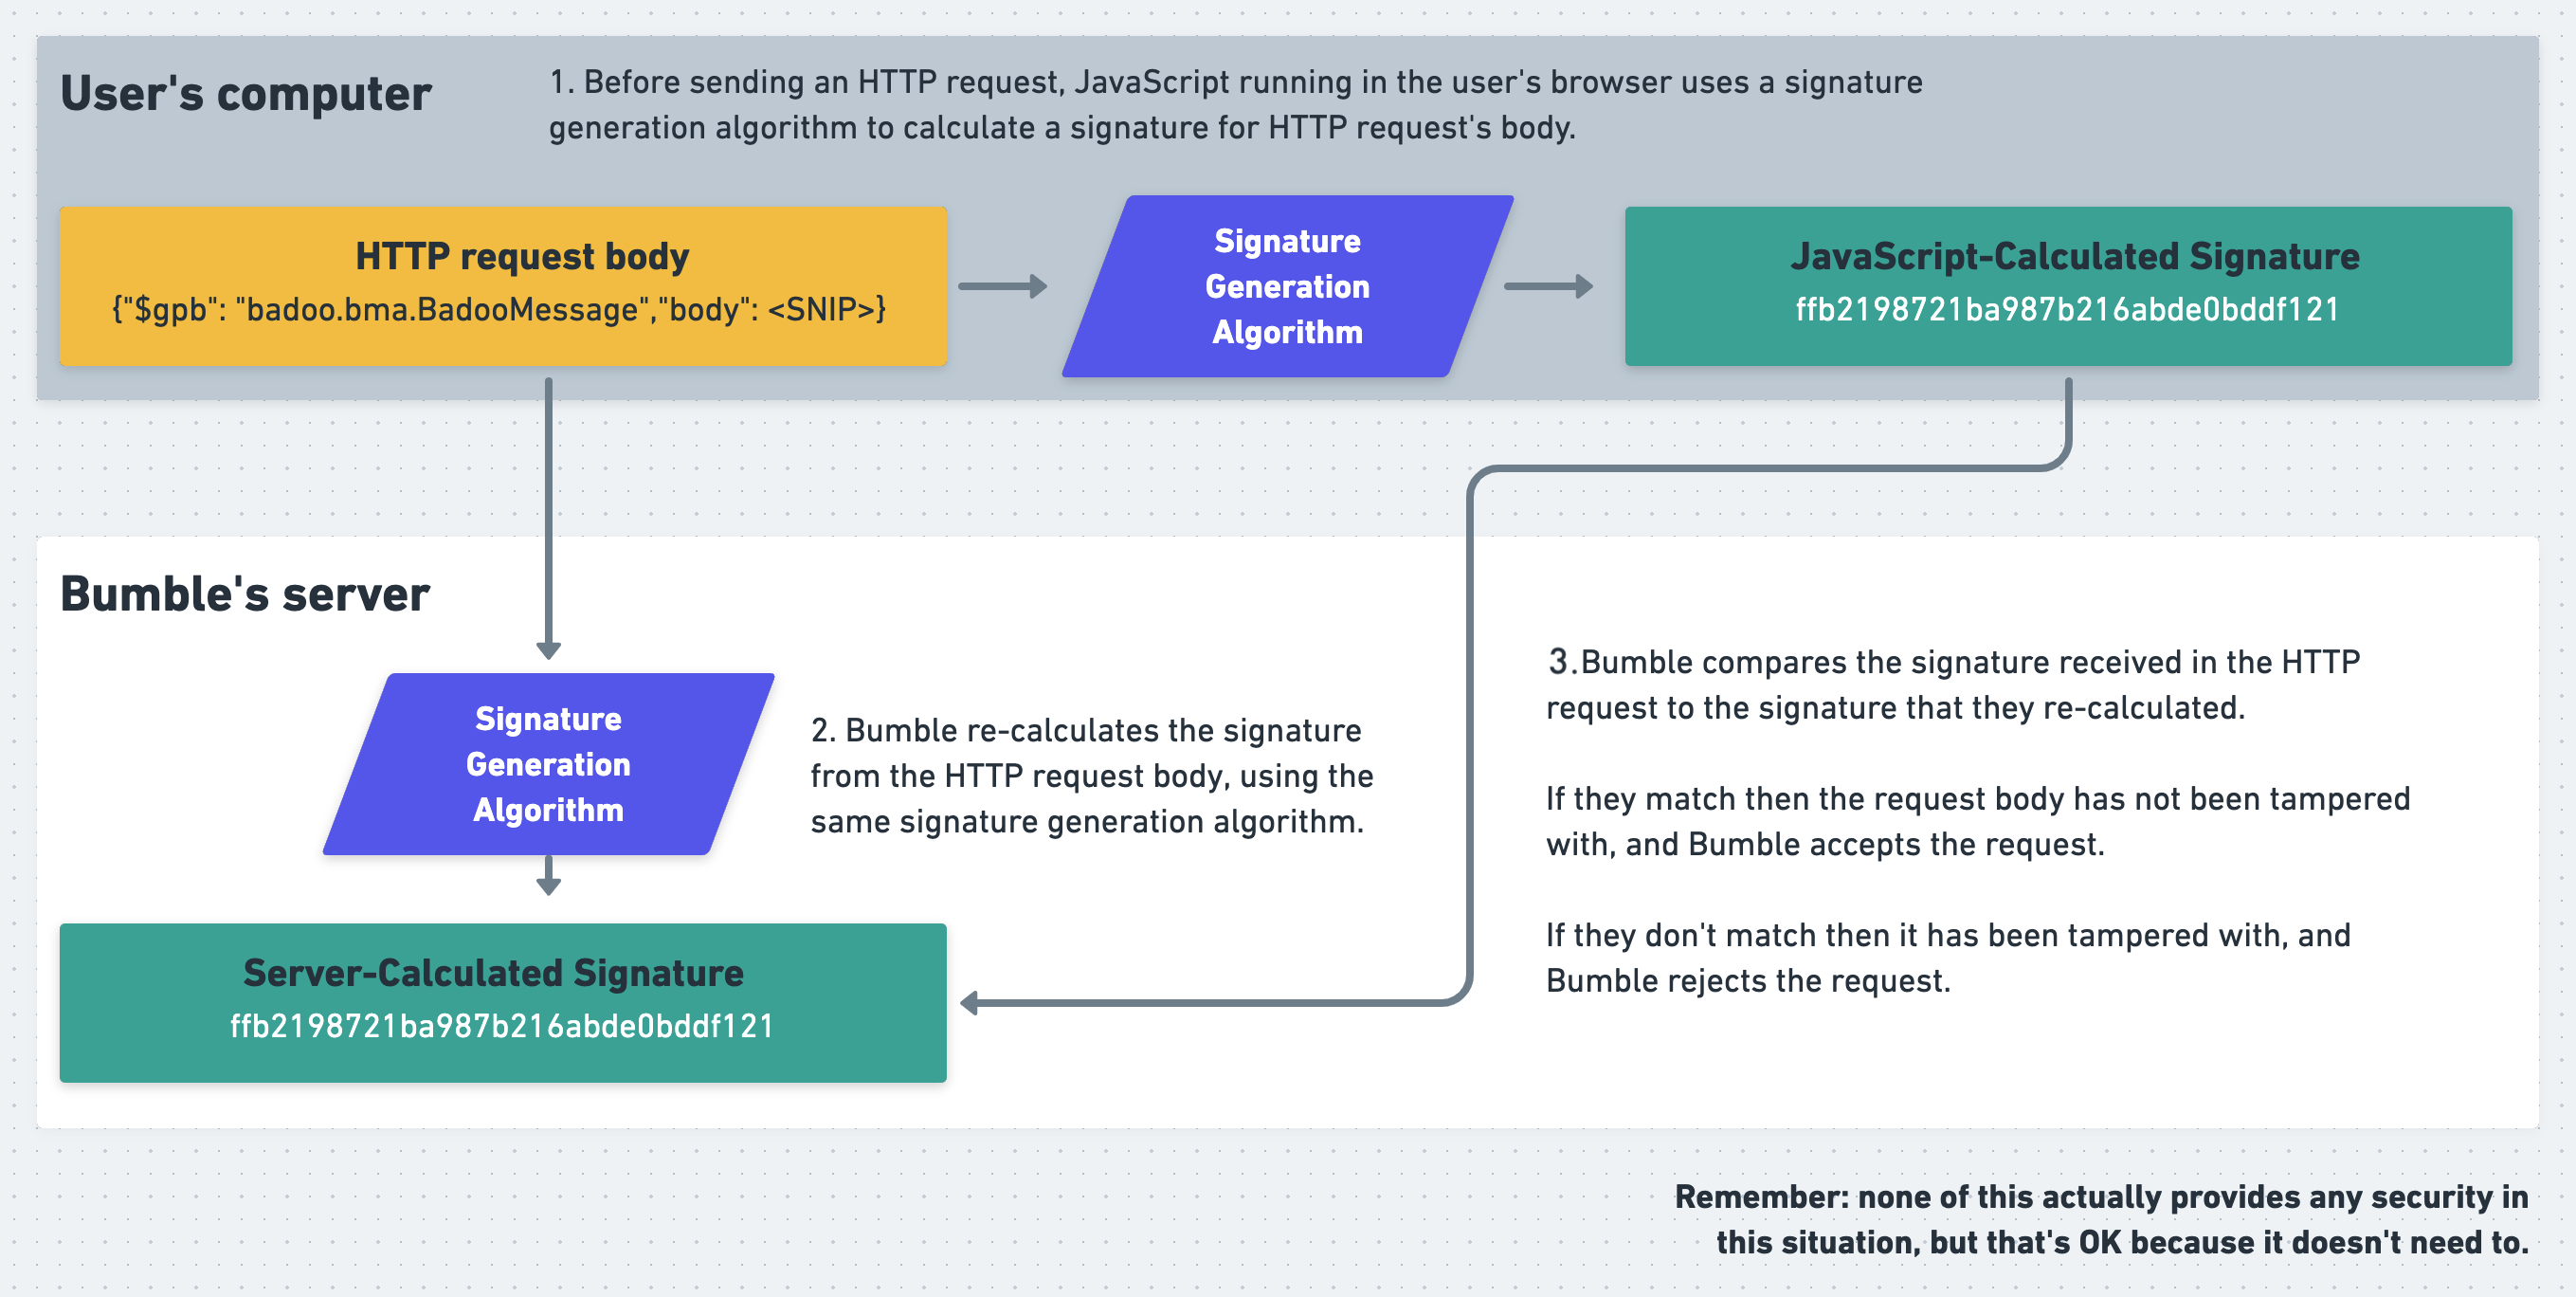 User's computer
1. Before sending an HTTP request, JavaScript running in the user's browser uses a signature
generation algorithm to calculate a signature for HTTP request's body.
HTTP request body
{"$gpb": "badoo.bma.BadooMessage","body": <SNIP>}
Signature
Generation
Algorithm
JavaScript-Calculated Signature
ffb2198721ba987b216abde0bddf121
Bumble's server
Signature
Generation
Algorithm
2. Bumble re-calculates the signature
from the HTTP request body, using the
same signature generation algorithm.
Server-Calculated Signature
ffb2198721ba987b216abde0bddf121
3.Bumble compares the signature received in the HTTP
request to the signature that they re-calculated.
If they match then the request body has not been tampered
with, and Bumble accepts the request.
If they don't match then it has been tampered with, and
Bumble rejects the request.
Remember: none of this actually provides any security in
this situation, but that's OK because it doesn't need to.